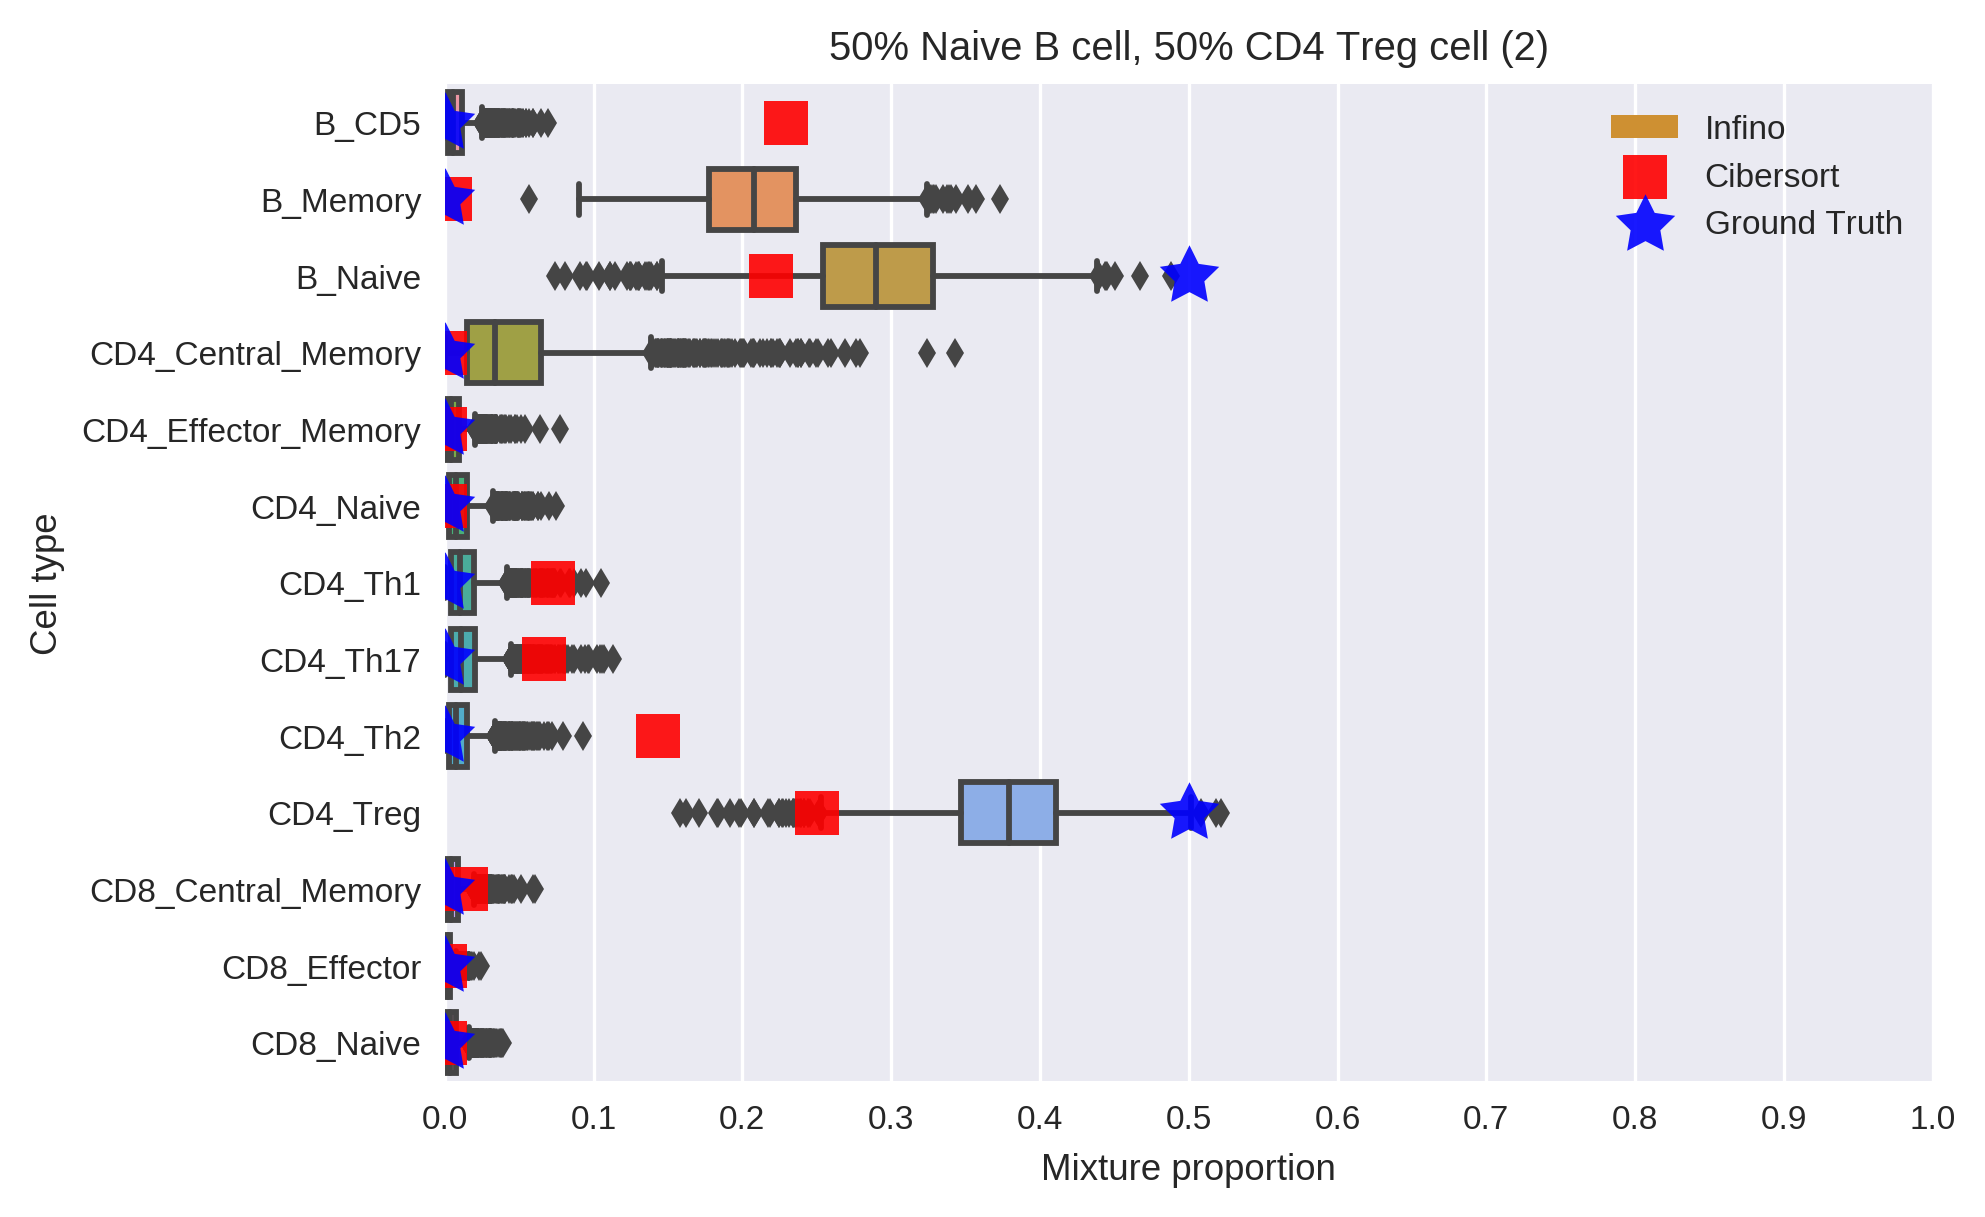 50% Naive B cell, 50% CD4 Treg cell (2)
Infino
Cibersort
Ground Truth
Cell type
B_CD5
B_Memory
B_Naive
CD4_Central_Memory
CD4_Effector_Memory
CD4_Naive
CD4_Th1
CD4_Th17
CD4_Th2
CD4_Treg
CD8_Central_Memory
CD8_Effector
CD8_Naive
0.0 0.1 0.2 0.3 0.4 0.5 0.6 0.7 0.8 0.9 1.0
Mixture proportion